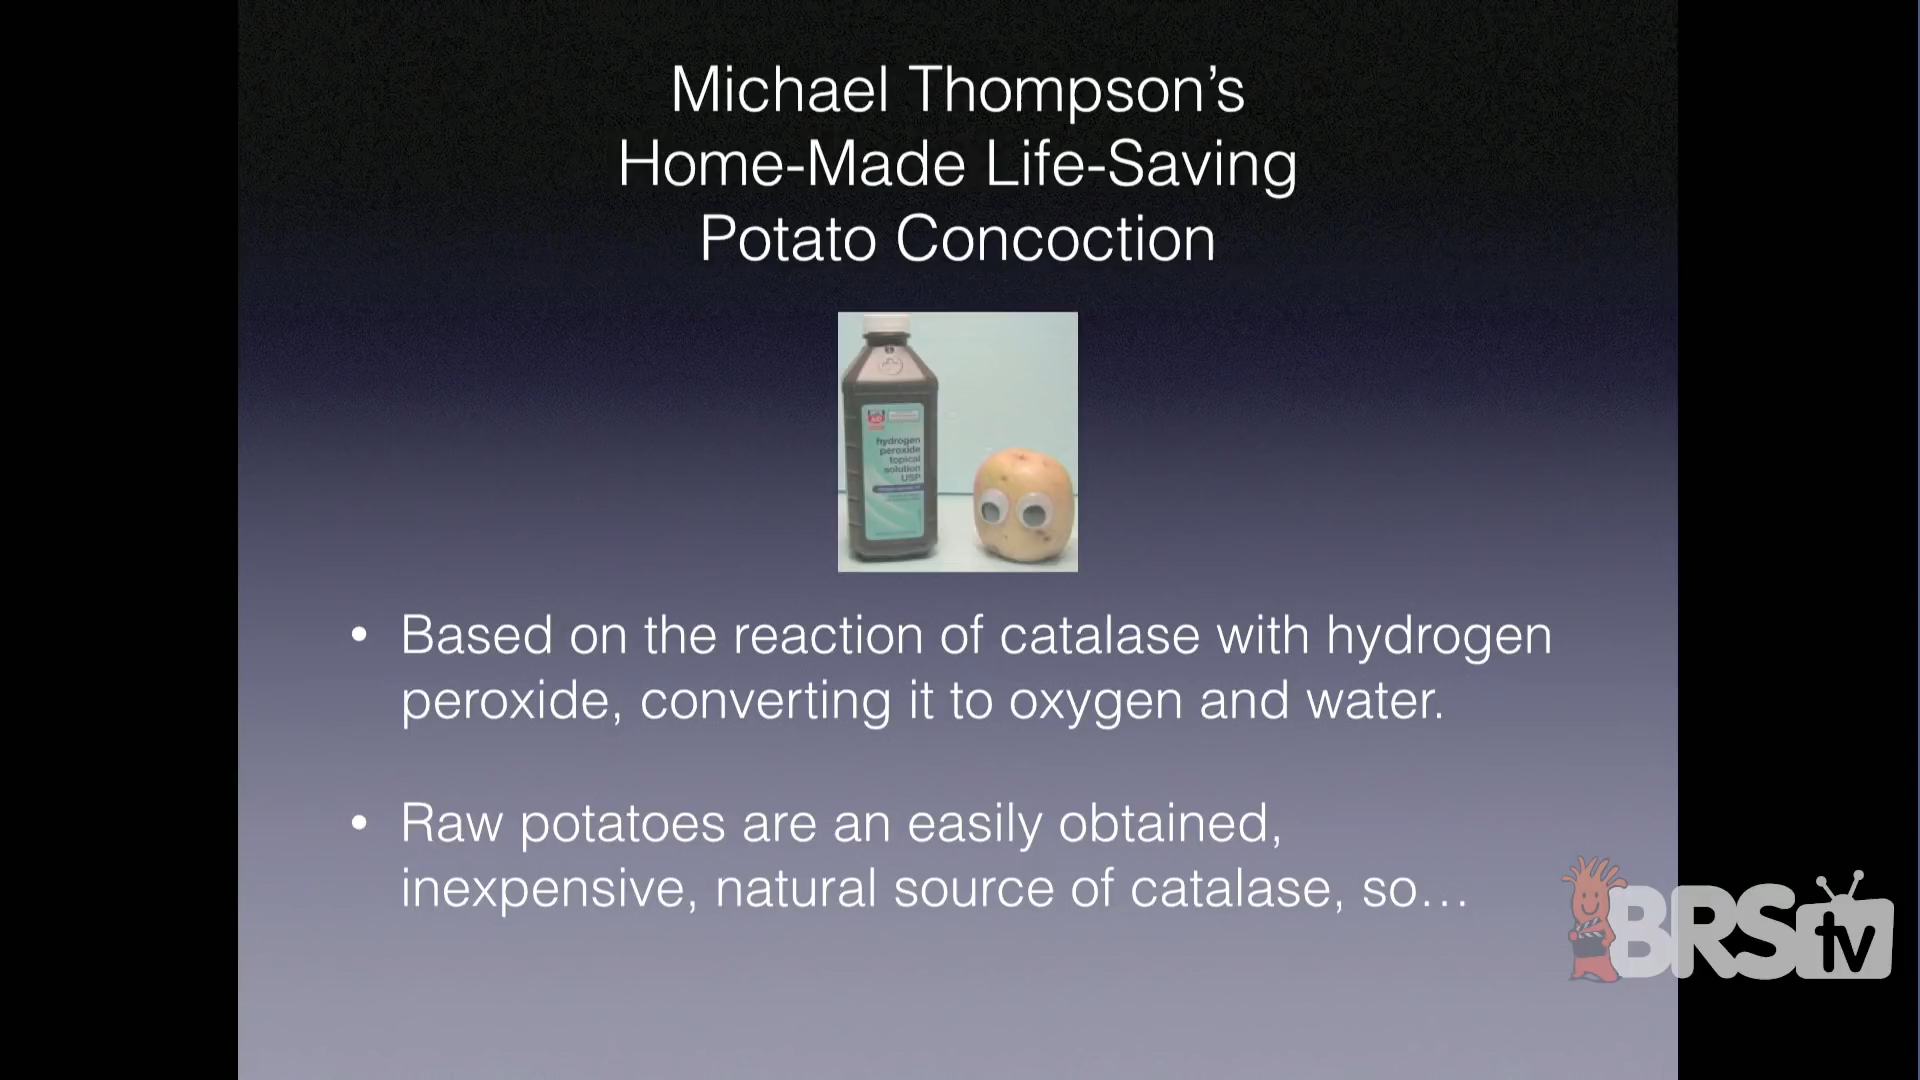 Michael Thompson’s
Home-Made Life-Saving
Potato Concoction
hydrogen
peroxide
topical
solution
USP
• Based on the reaction of catalase with hydrogen
peroxide, converting it to oxygen and water.
• Raw potatoes are an easily obtained,
inexpensive, natural source of catalase, so…
BRStv